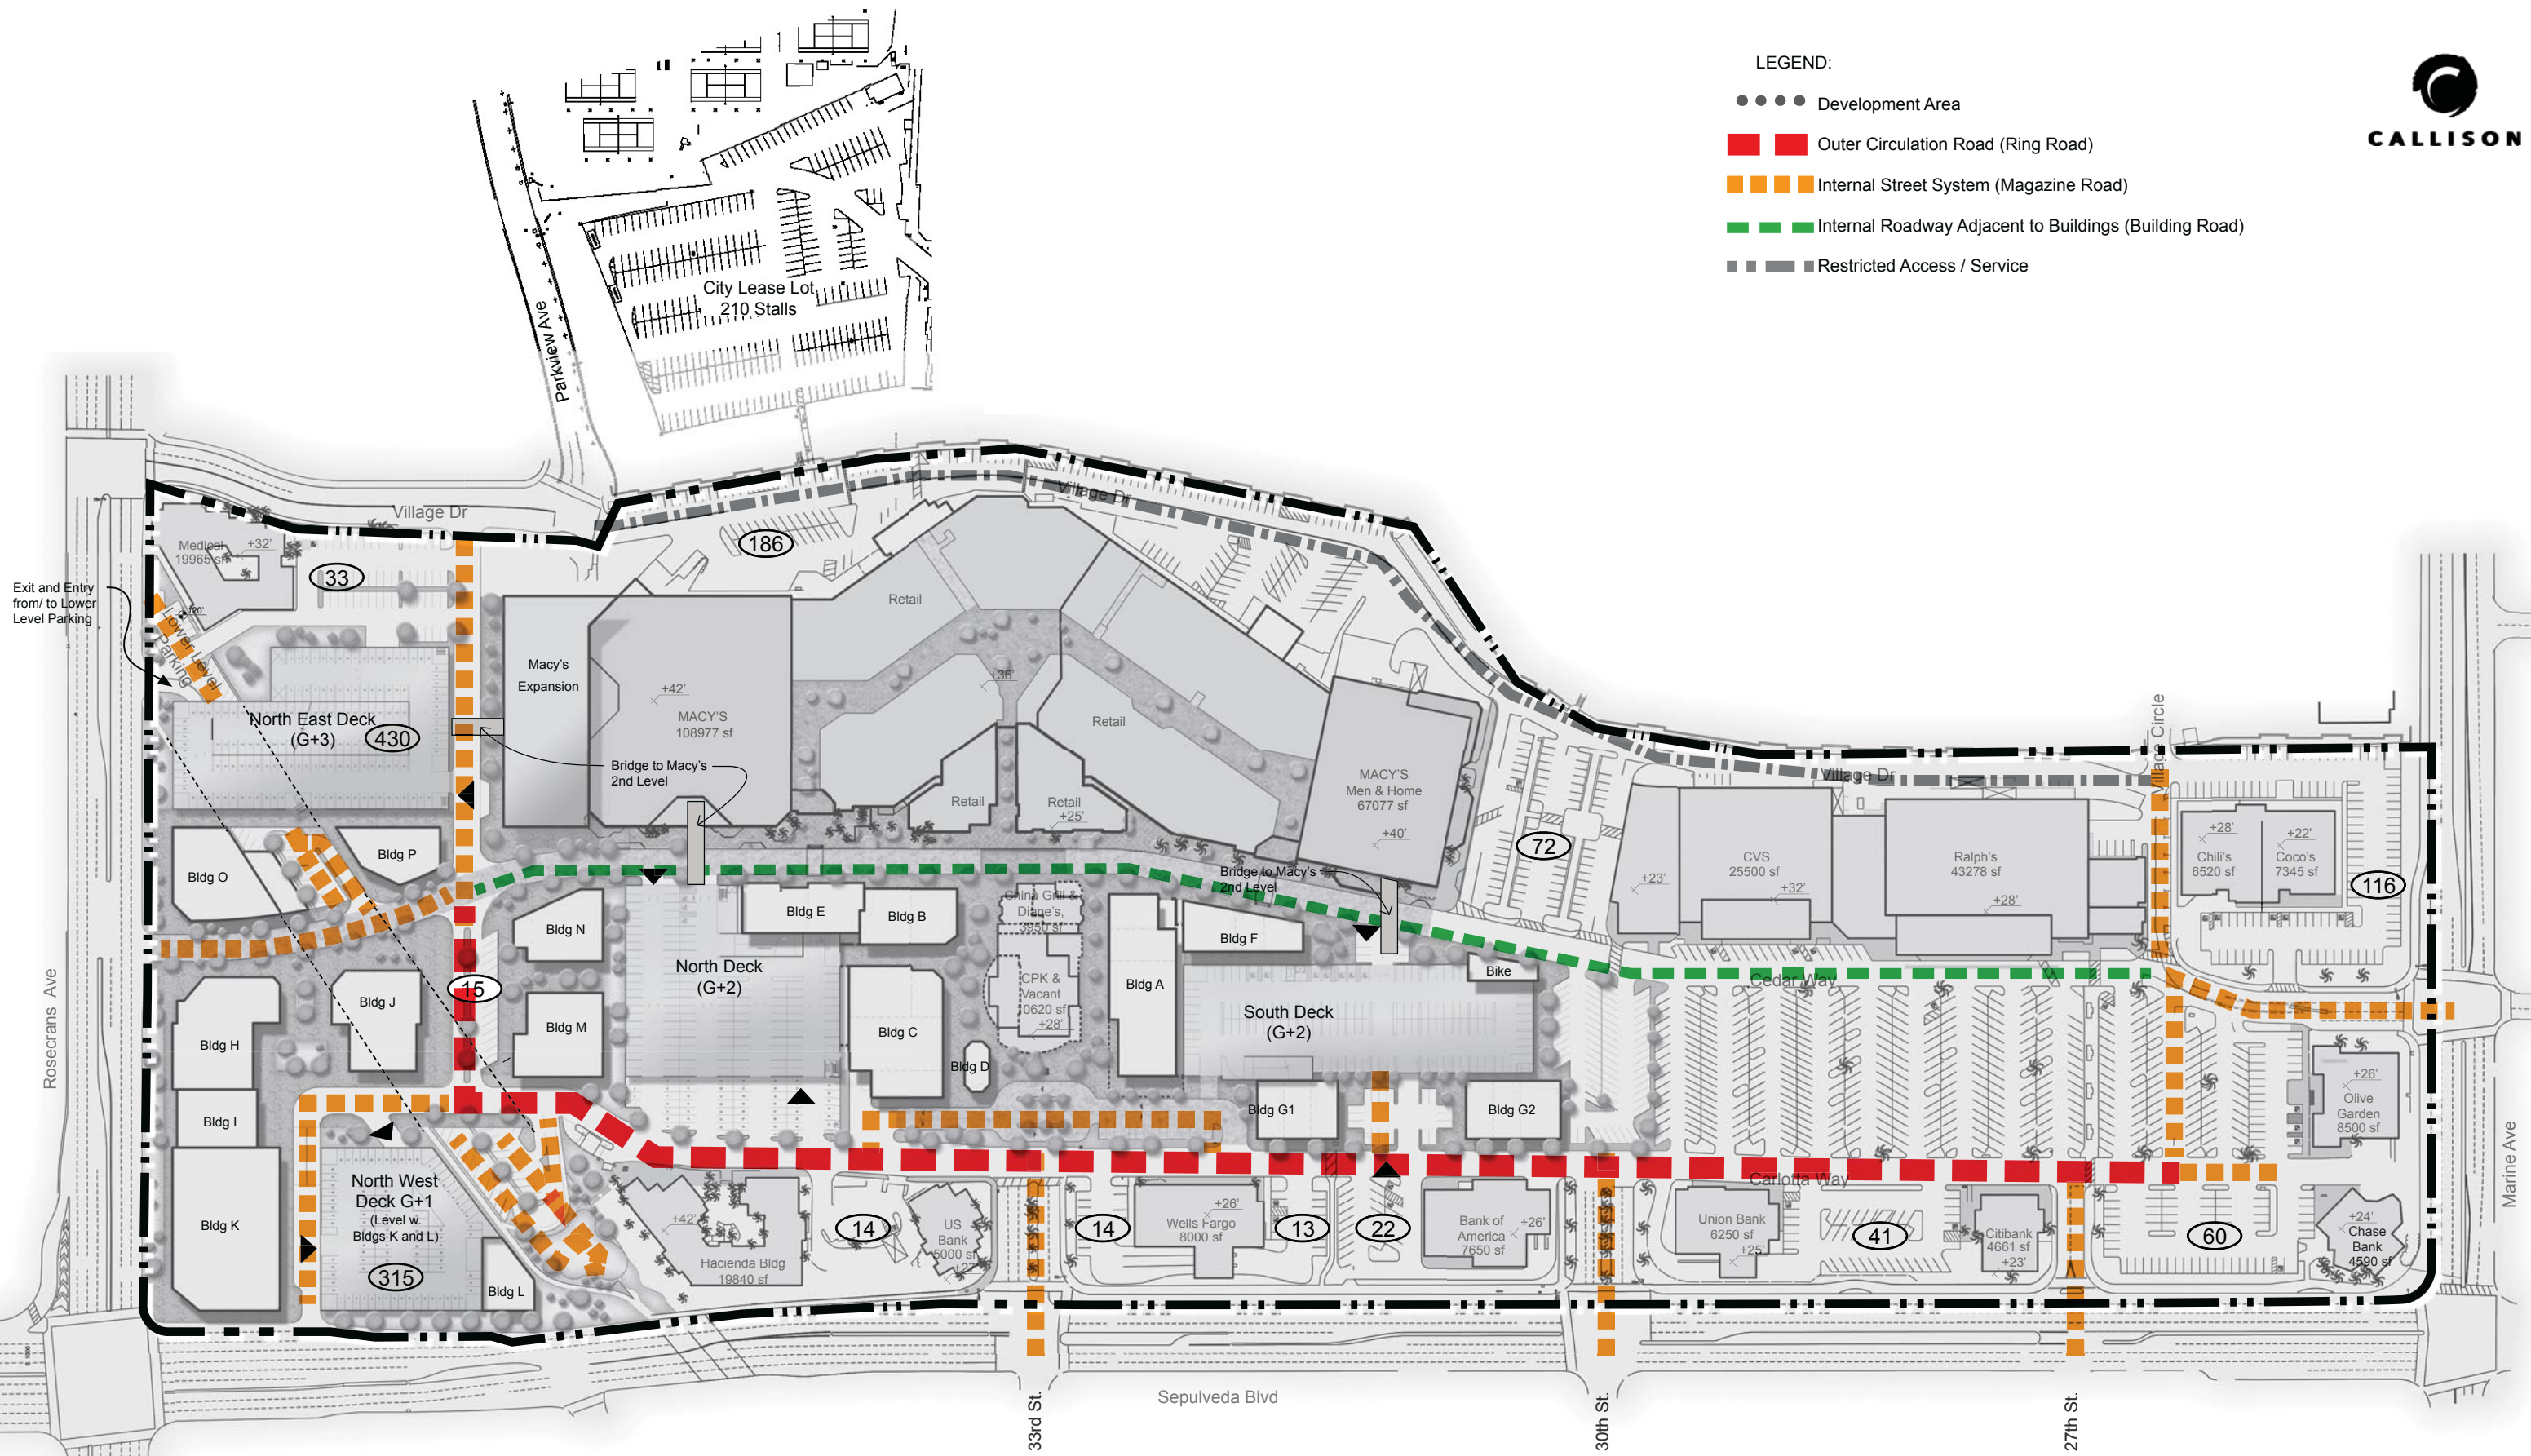 LEGEND:
Development Area
Outer Circulation Road (Ring Road)
Internal Street System (Magazine Road)
Internal Roadway Adjacent to Buildings (Building Road)
Restricted Access / Service
CALLISON
City Lease Lot
210 Stalls
Parkview Ave
Village Dr
Village Dr
Medical
19965 sf
+32'
33
186
Exit and Entry
from/ to Lower
Level Parking
Lower Level
Parking
Retail
Macy's
Expansion
+42'
MACY'S
108977 sf
+36'
Retail
North East Deck
(G+3)
430
Bridge to Macy's
2nd Level
Retail
Retail
+25'
MACY'S
Men & Home
67077 sf
+40'
Village Circle
Village Dr
72
CVS
25500 sf
+32'
+23'
Ralph's
43278 sf
+28'
+28'
Chili's
6520 sf
+22'
Coco's
7345 sf
116
Bldg O
Bldg P
Bridge to Macy's
2nd Level
Bldg N
Bldg E
Bldg B
China Grill &
Diane's,
3950 sf
Bldg F
Bike
Rosecrans Ave
North Deck
(G+2)
CPK &
Vacant
0620 sf
+28'
Bldg A
Cedar Way
15
Bldg J
Bldg H
Bldg M
Bldg C
Bldg D
South Deck
(G+2)
+26'
Olive
Garden
8500 sf
Bldg I
Bldg G1
Bldg G2
Marine Ave
Carlotta Way
North West
Deck G+1
(Level w.
Bldgs K and L)
315
Bldg K
Bldg L
+42'
Hacienda Bldg
19840 sf
14
US
Bank
5000 sf
14
+26'
Wells Fargo
8000 sf
13
22
Bank of
America
7650 sf
+26'
Union Bank
6250 sf
+25'
41
Citibank
4661 sf
+23'
60
+24'
Chase
Bank
4590 sf
Sepulveda Blvd
33rd St.
30th St.
27th St.